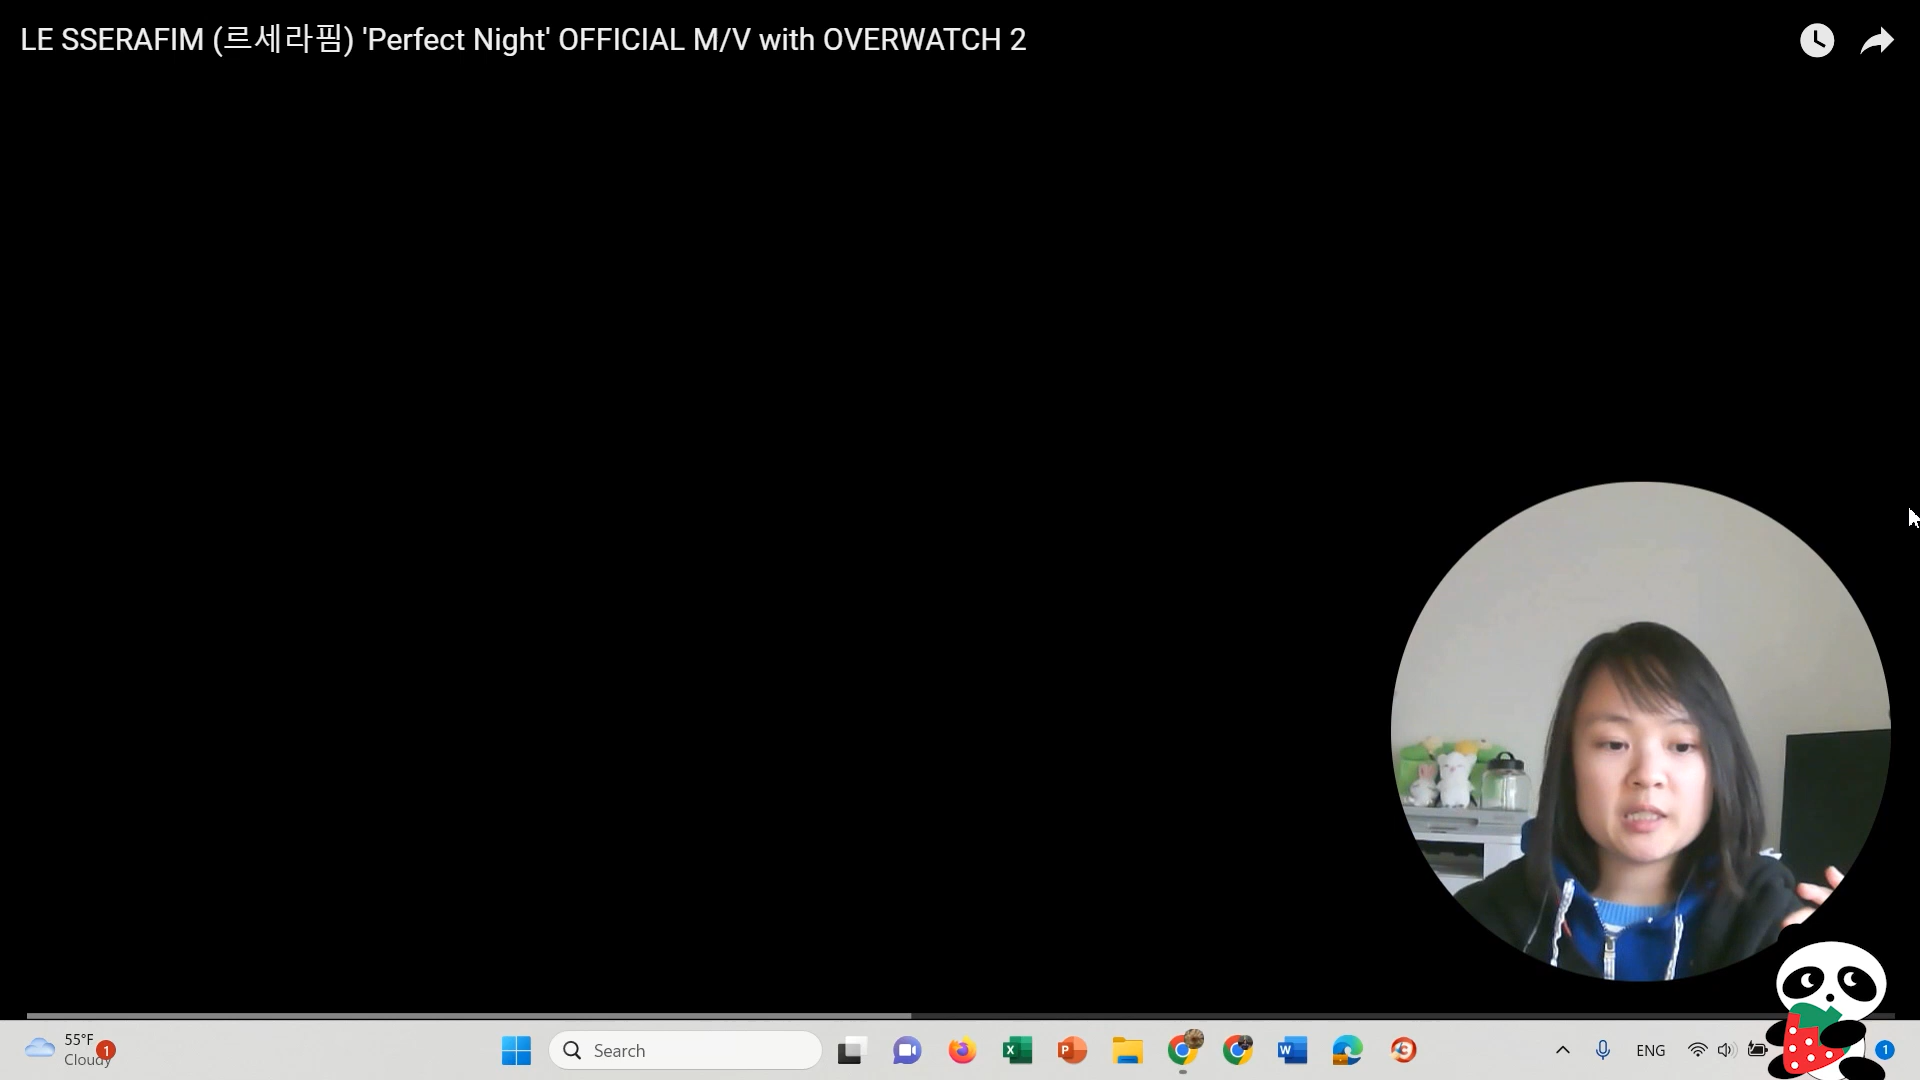 LE SSERAFIM (르세라핌) 'Perfect Night' OFFICIAL M/V with OVERWATCH 2
55°F
Cloudy
1
Search
ENG
1